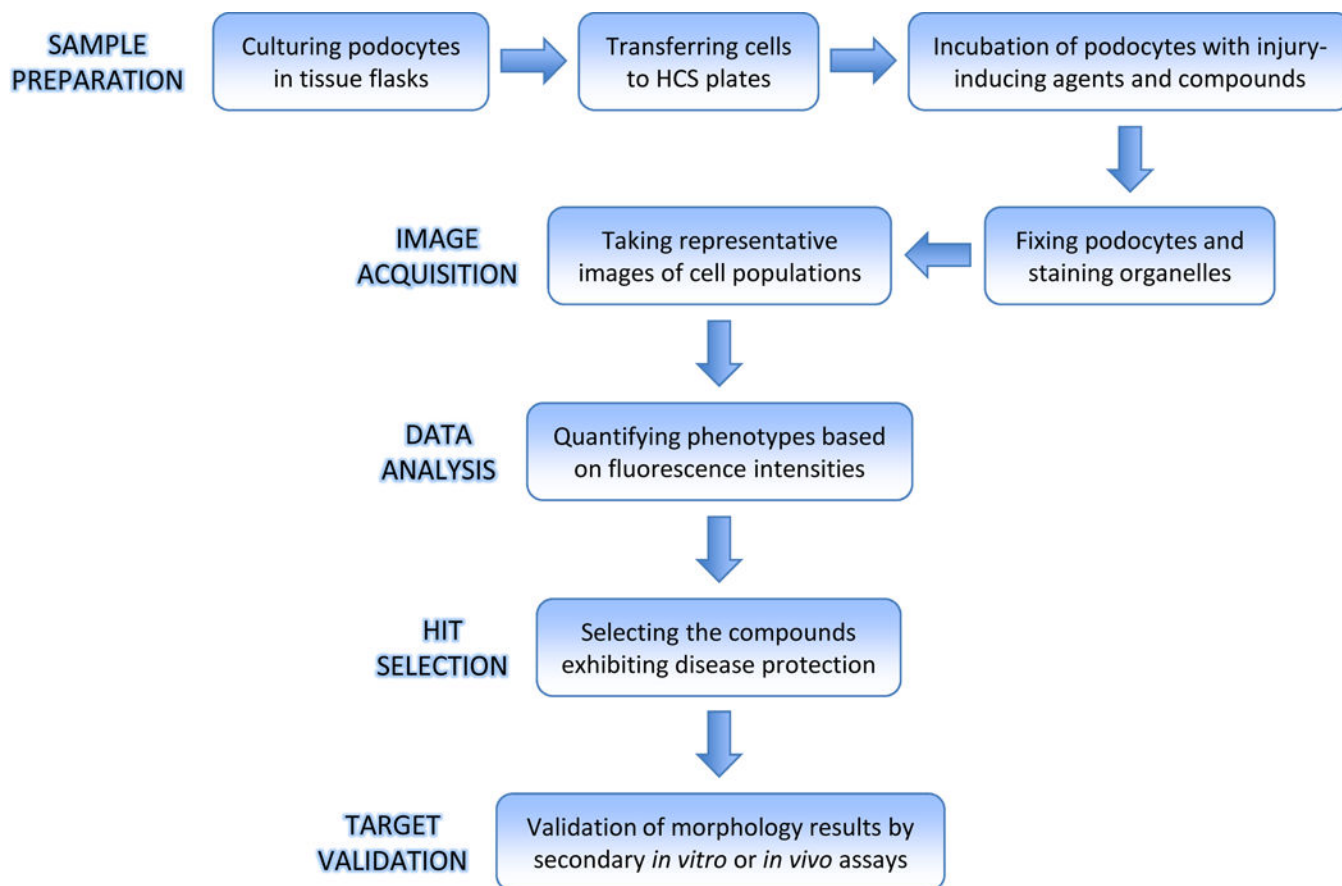 SAMPLE
PREPARATION
Culturing podocytes
in tissue flasks
Transferring cells
to HCS plates
Incubation of podocytes with injury-
inducing agents and compounds
IMAGE
ACQUISITION
Taking representative
images of cell populations
Fixing podocytes and
staining organelles
DATA
ANALYSIS
Quantifying phenotypes based
on fluorescence intensities
HIT
SELECTION
Selecting the compounds
exhibiting disease protection
TARGET
VALIDATION
Validation of morphology results by
secondary in vitro or in vivo assays